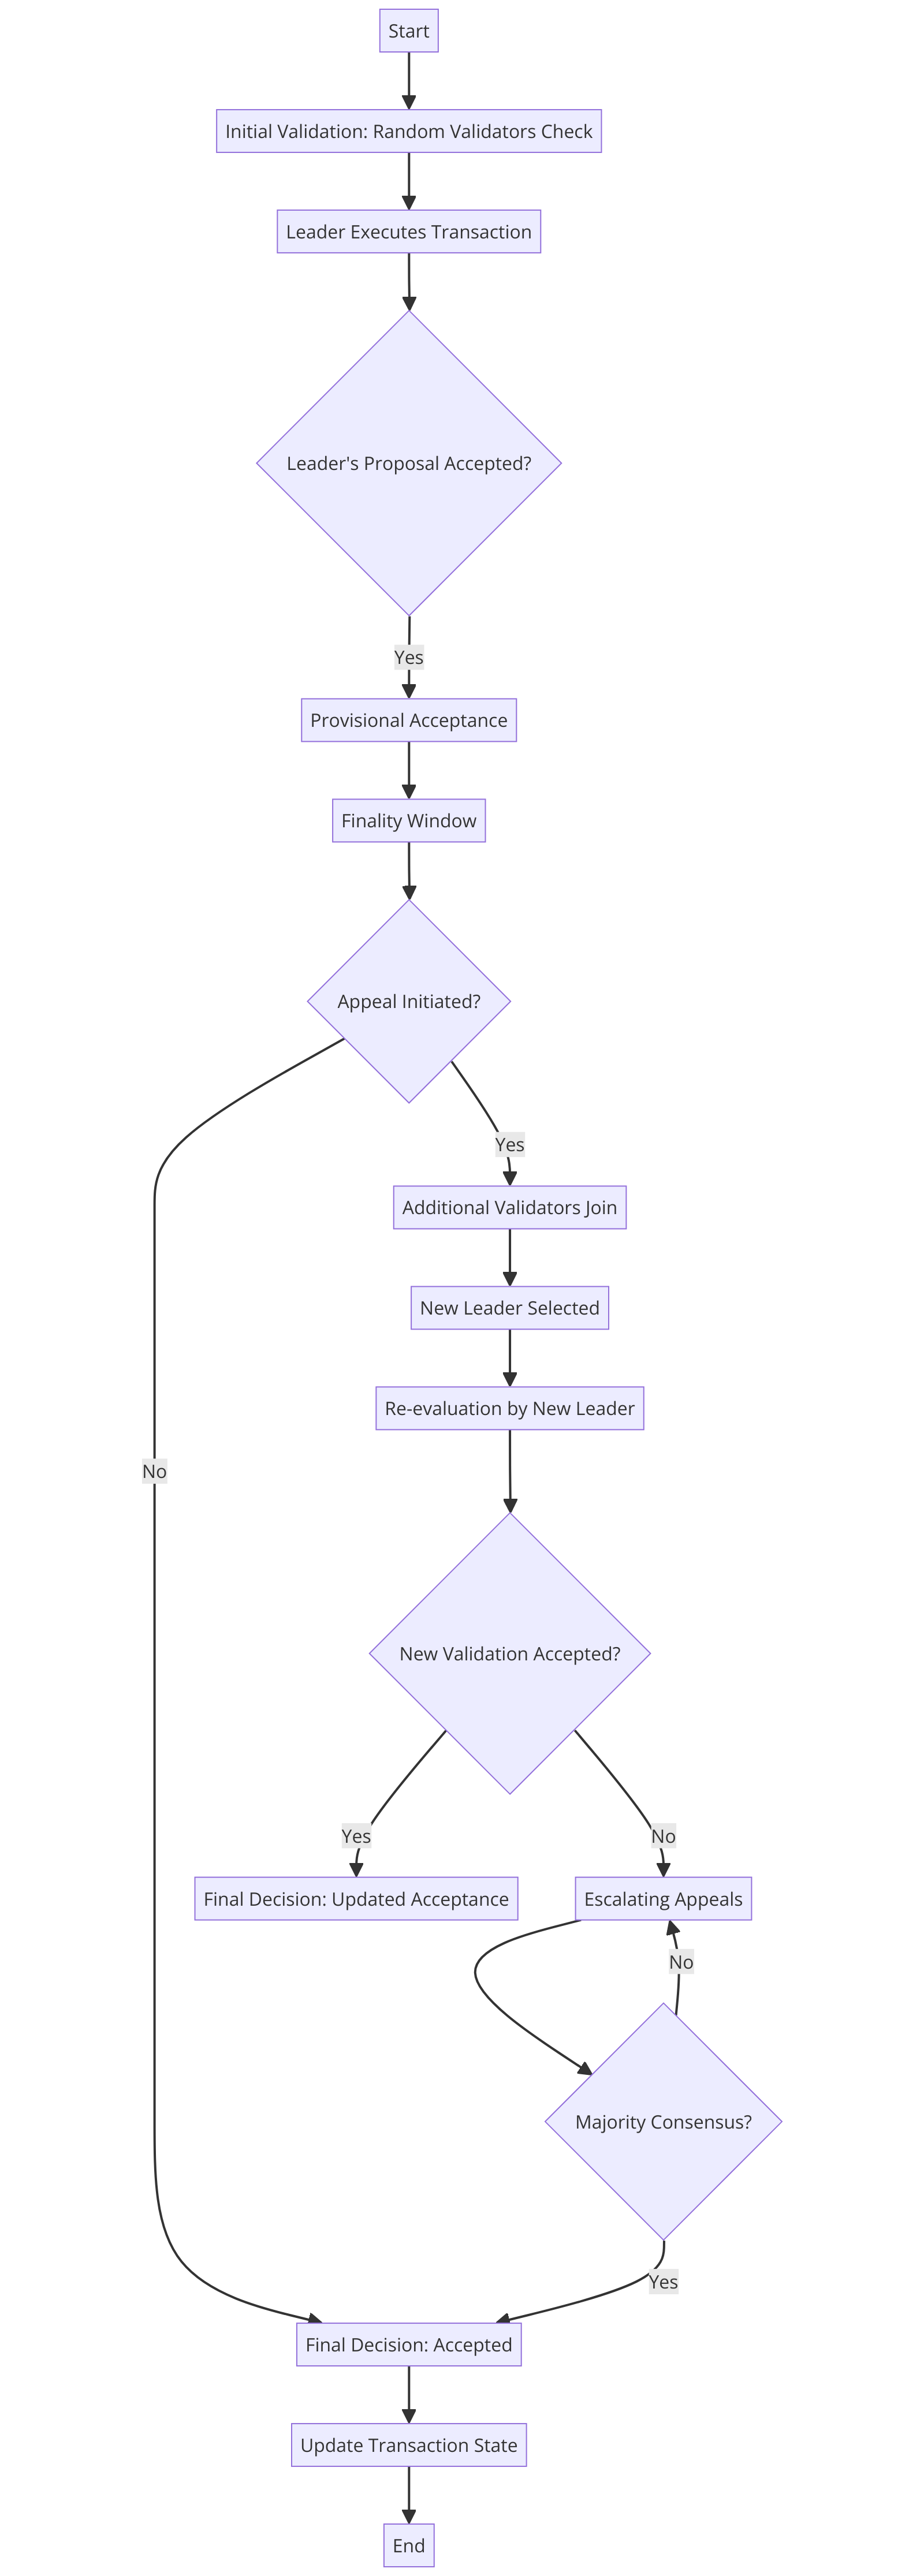 Start
Initial Validation: Random Validators Check
Leader Executes Transaction
Leader's Proposal Accepted?
Yes
Provisional Acceptance
Finality Window
Appeal Initiated?
Yes
Additional Validators Join
New Leader Selected
Re-evaluation by New Leader
No
New Validation Accepted?
Yes
No
Final Decision: Updated Acceptance
Escalating Appeals
No
Majority Consensus?
Yes
Final Decision: Accepted
Update Transaction State
End